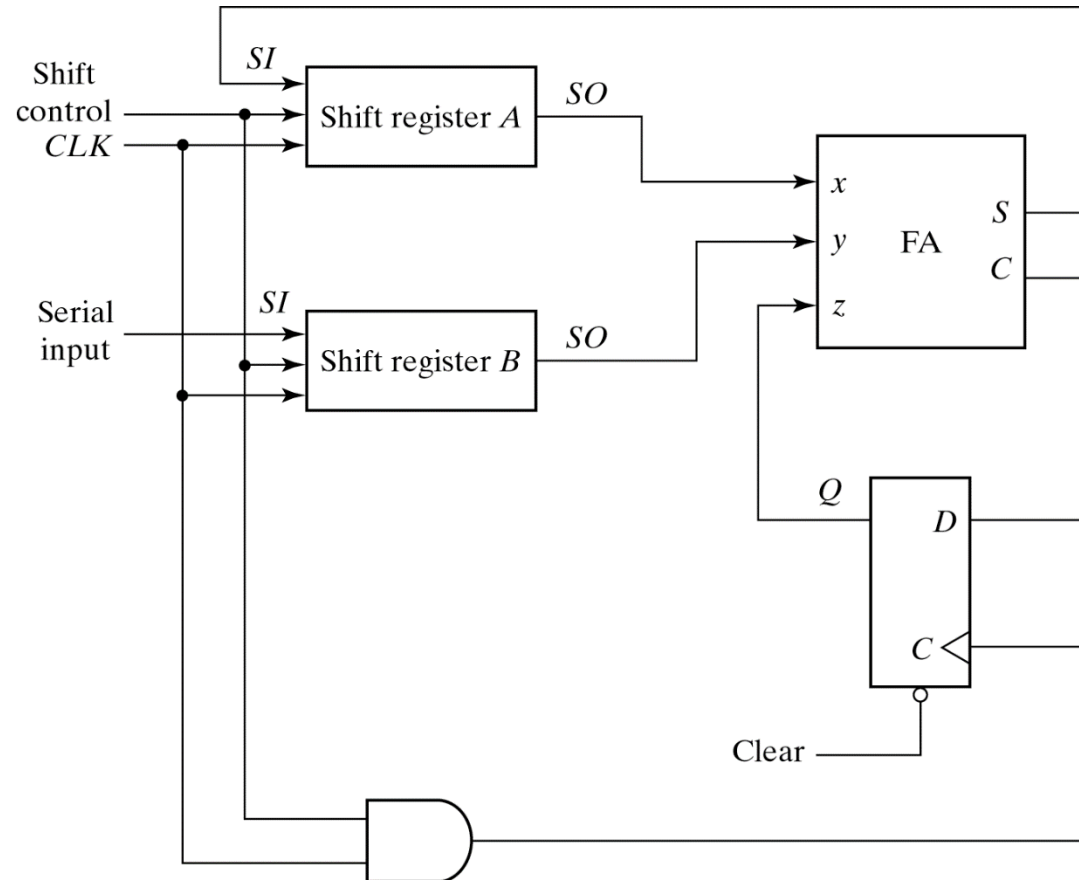 SI
Shift
control
CLK
Shift register A
SO
x
y
z
FA
S
C
Serial
input
SI
Shift register B
SO
Q
D
C
Clear